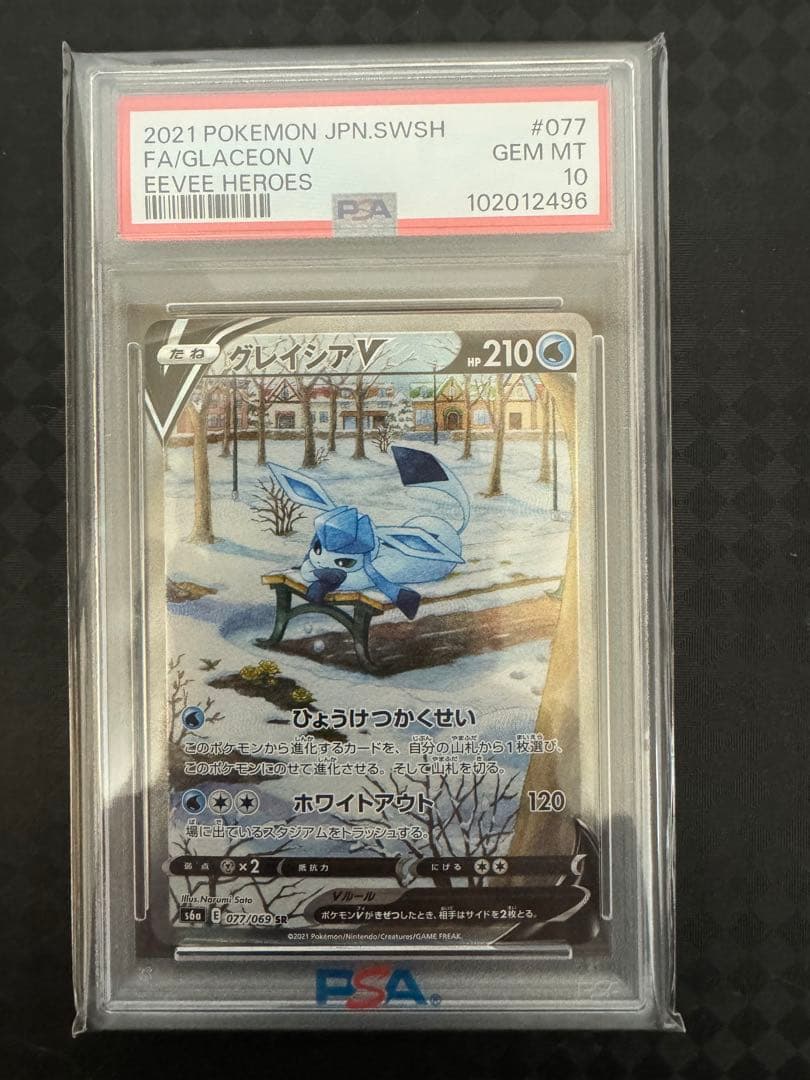 2021 POKEMON JPN.SWSH #077
FA/GLACEON V GEM MT
EEVEE HEROES 10
PSA 102012496
たね グレイシアV HP 210
ひょうけつかくせい
このポケモンから進化するカードを、自分の山札から1枚選び、
このポケモンにのせて進化させる。そして山札を切る。
ホワイトアウト 120
場に出ているスタジアムをトラッシュする。
弱点 ×2 抵抗力 にげる
Illus. Narumi Sato
Vルール
s6a E 077/069 SR ポケモンVがきぜつしたとき、相手はサイドを2枚とる。
©2021 Pokémon/Nintendo/Creatures/GAME FREAK.
PSA®